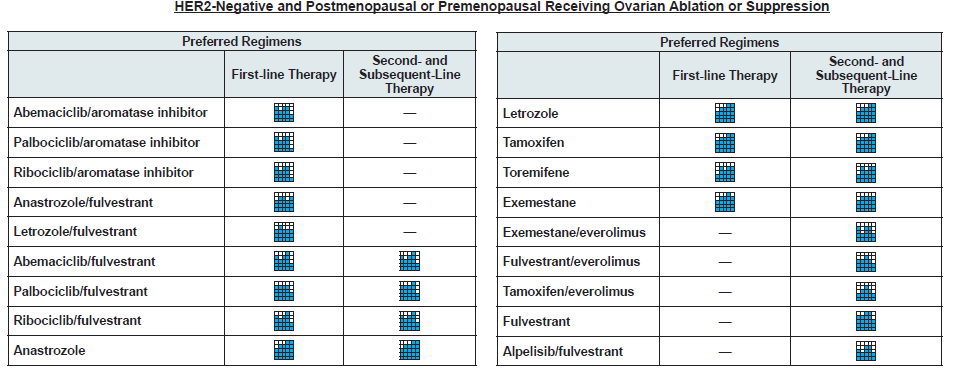 HER2-Negative and Postmenopausal or Premenopausal Receiving Ovarian Ablation or Suppression
Preferred Regimens
First-line Therapy
Second- and
Subsequent-Line
Therapy
Abemaciclib/aromatase inhibitor —
Palbociclib/aromatase inhibitor —
Ribociclib/aromatase inhibitor —
Anastrozole/fulvestrant —
Letrozole/fulvestrant —
Abemaciclib/fulvestrant
Palbociclib/fulvestrant
Ribociclib/fulvestrant
Anastrozole
Preferred Regimens
First-line Therapy
Second- and
Subsequent-Line
Therapy
Letrozole
Tamoxifen
Toremifene
Exemestane
Exemestane/everolimus —
Fulvestrant/everolimus —
Tamoxifen/everolimus —
Fulvestrant —
Alpelisib/fulvestrant —